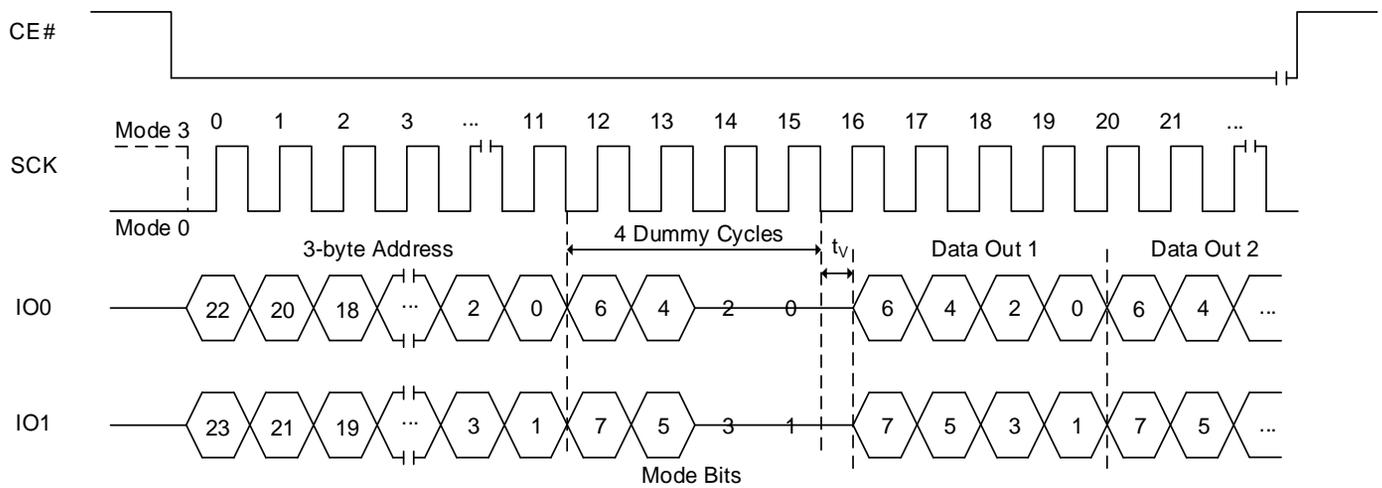 CE#
0 1 2 3 ... 11 12 13 14 15 16 17 18 19 20 21 ...
Mode 3
SCK
Mode 0
4 Dummy Cycles
3-byte Address tV Data Out 1 Data Out 2
IO0 22 20 18 ... 2 0 6 4 2 0 6 4 2 0 6 4 ...
IO1 23 21 19 ... 3 1 7 5 3 1 7 5 3 1 7 5 ...
Mode Bits